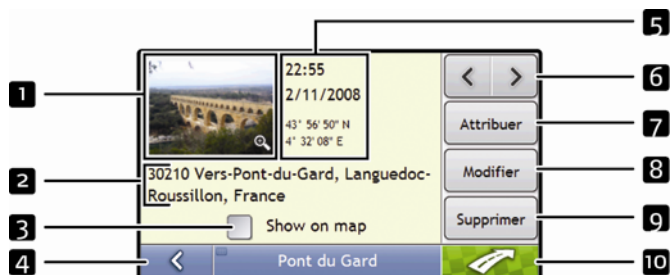 5
1
22:55
2/11/2008
43° 56' 50" N
4° 32' 08" E
< >
6
Attribuer
7
2
30210 Vers-Pont-du-Gard, Languedoc-
Roussillon, France
Modifier
8
3
Show on map
Supprimer
9
4
<
Pont du Gard
10